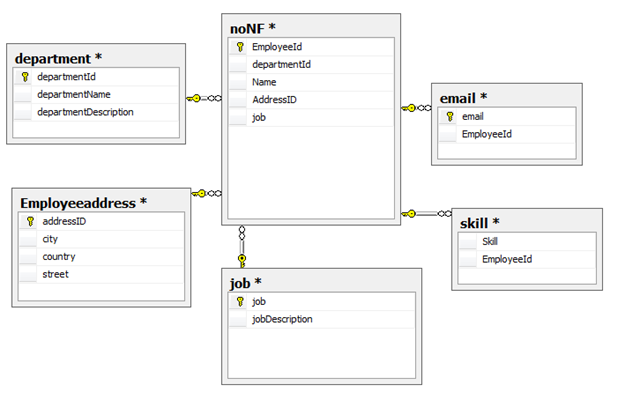 department *
departmentId
departmentName
departmentDescription
noNF *
EmployeeId
departmentId
Name
AddressID
job
email *
email
EmployeeId
Employeeaddress *
addressID
city
country
street
skill *
Skill
EmployeeId
job *
job
jobDescription